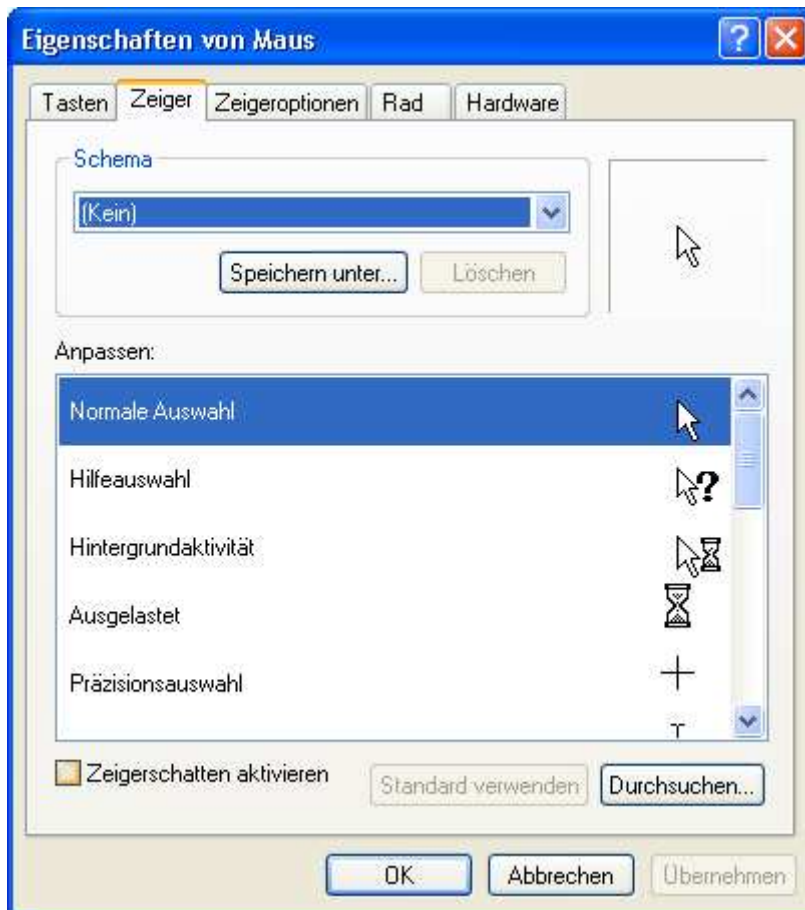 Eigenschaften von Maus
Tasten Zeiger Zeigeroptionen Rad Hardware
Schema
(Kein)
Speichern unter... Löschen
Anpassen:
Normale Auswahl
Hilfeauswahl
Hintergrundaktivität
Ausgelastet
Präzisionsauswahl
Zeigerschatten aktivieren Standard verwenden Durchsuchen...
OK Abbrechen Übernehmen